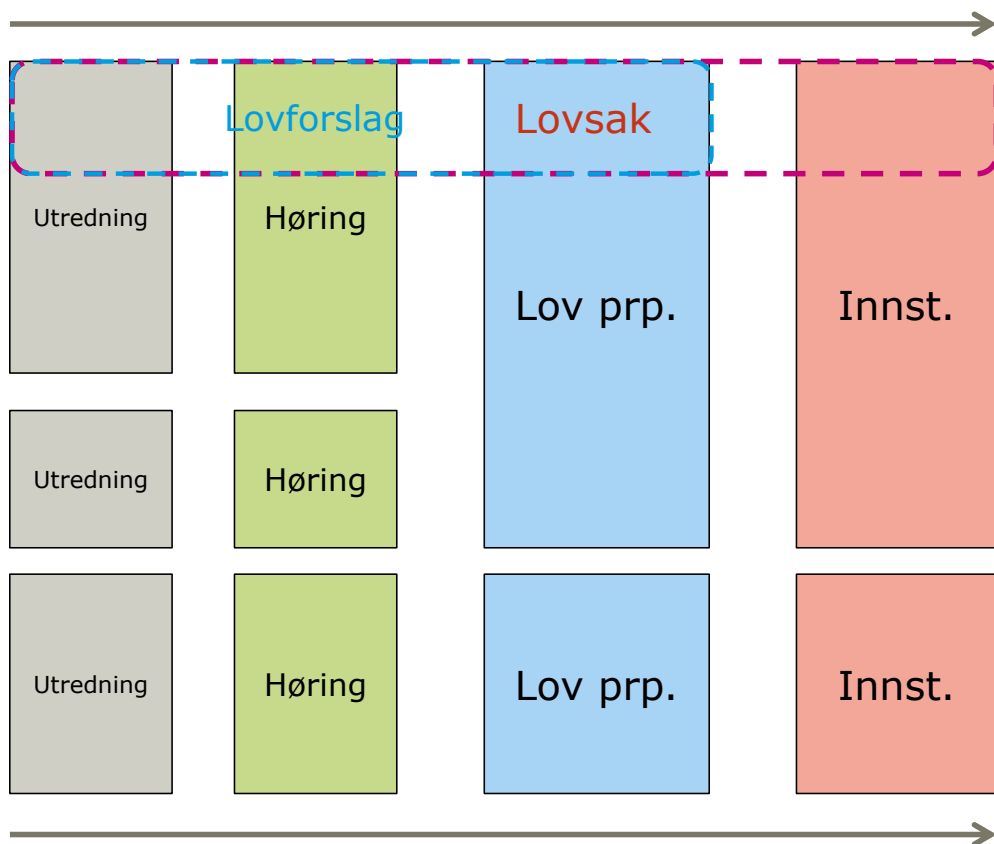 Lovforslag
Lovsak
Utredning
Høring
Lov prp.
Innst.
Utredning
Høring
Utredning
Høring
Lov prp.
Innst.